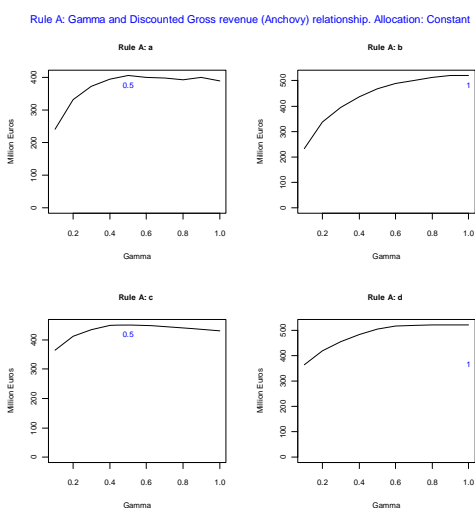 Rule A: Gamma and Discounted Gross revenue (Anchovy) relationship. Allocation: Constant
Rule A: a
Million Euros
400
300
200
100
0
0.5
0.2 0.4 0.6 0.8 1.0
Gamma
Rule A: b
Million Euros
500
400
300
200
100
0
1
0.2 0.4 0.6 0.8 1.0
Gamma
Rule A: c
Million Euros
400
300
200
100
0
0.5
0.2 0.4 0.6 0.8 1.0
Gamma
Rule A: d
Million Euros
500
400
300
200
100
0
1
0.2 0.4 0.6 0.8 1.0
Gamma